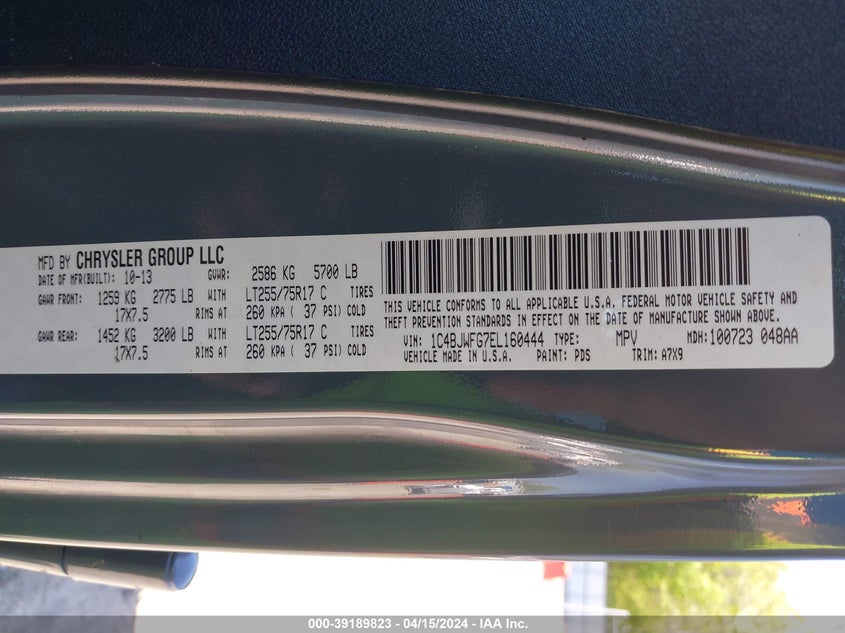 MFD BY CHRYSLER GROUP LLC
DATE OF MFR(BUILT): 10-13 GVWR: 2586 KG 5700 LB
GAWR FRONT: 1259 KG 2775 LB WITH LT255/75R17 C TIRES
17X7.5 RIMS AT 260 KPA ( 37 PSI) COLD
GAWR REAR: 1452 KG 3200 LB WITH LT255/75R17 C TIRES
17X7.5 RIMS AT 260 KPA ( 37 PSI) COLD
THIS VEHICLE CONFORMS TO ALL APPLICABLE U.S.A. FEDERAL MOTOR VEHICLE SAFETY AND
THEFT PREVENTION STANDARDS IN EFFECT ON THE DATE OF MANUFACTURE SHOWN ABOVE.
VIN: 1C4BJWFG7EL160444 TYPE: MPV MDH: 100723 048AA
VEHICLE MADE IN U.S.A. PAINT: PDS TRIM: A7X9
000-39189823 - 04/15/2024 - IAA Inc.